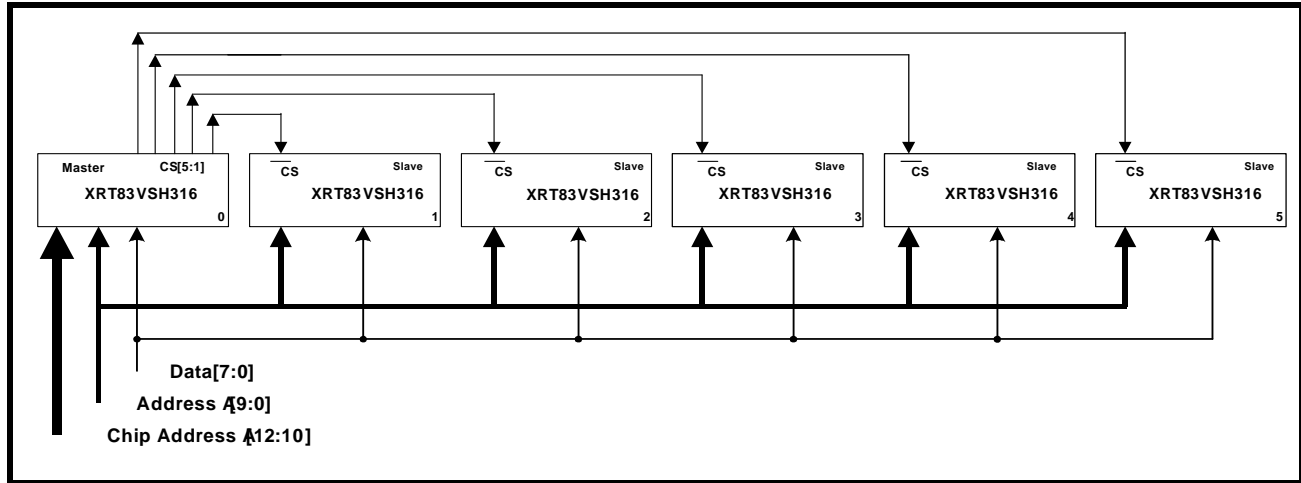 Master CS[5:1]
XRT83VSH316
0
CS Slave
XRT83VSH316
1
CS Slave
XRT83VSH316
2
CS Slave
XRT83VSH316
3
CS Slave
XRT83VSH316
4
CS Slave
XRT83VSH316
5
Data[7:0]
Address A[9:0]
Chip Address A[12:10]